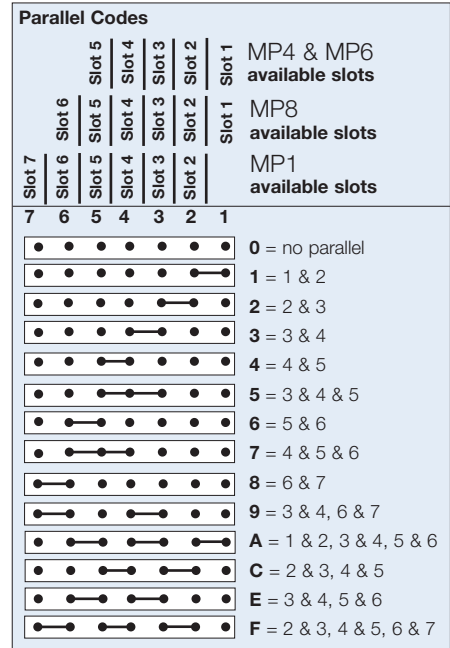 Parallel Codes
Slot 5 Slot 4 Slot 3 Slot 2 Slot 1 MP4 & MP6
available slots
Slot 6 Slot 5 Slot 4 Slot 3 Slot 2 Slot 1 MP8
available slots
Slot 7 Slot 6 Slot 5 Slot 4 Slot 3 Slot 2 MP1
available slots
7 6 5 4 3 2 1
0 = no parallel
1 = 1 & 2
2 = 2 & 3
3 = 3 & 4
4 = 4 & 5
5 = 3 & 4 & 5
6 = 5 & 6
7 = 4 & 5 & 6
8 = 6 & 7
9 = 3 & 4, 6 & 7
A = 1 & 2, 3 & 4, 5 & 6
C = 2 & 3, 4 & 5
E = 3 & 4, 5 & 6
F = 2 & 3, 4 & 5, 6 & 7